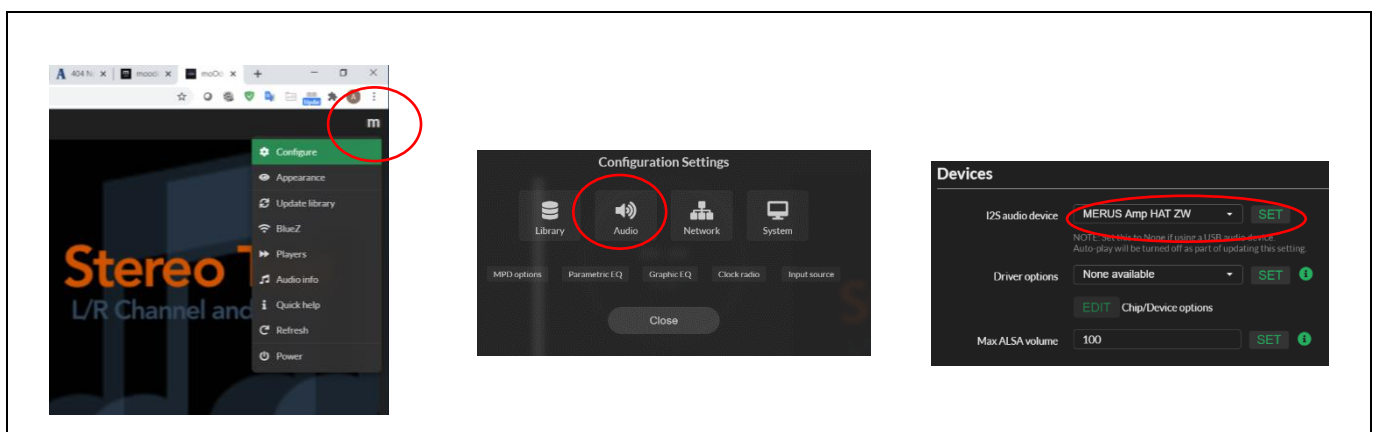 404 N
mood
moOd
m
Configure
Appearance
Update library
BlueZ
Players
Audio info
Quick help
Refresh
Power
Stereo T
L/R Channel and
Configuration Settings
Library Audio Network System
MPD options Parametric EQ Graphic EQ Clock radio Input source
Close
Devices
I2S audio device MERUS Amp HAT ZW SET
NOTE: Set this to None if using a USB audio device.
Auto-play will be turned off as part of updating this setting.
Driver options None available SET
EDIT Chip/Device options
Max ALSA volume 100 SET